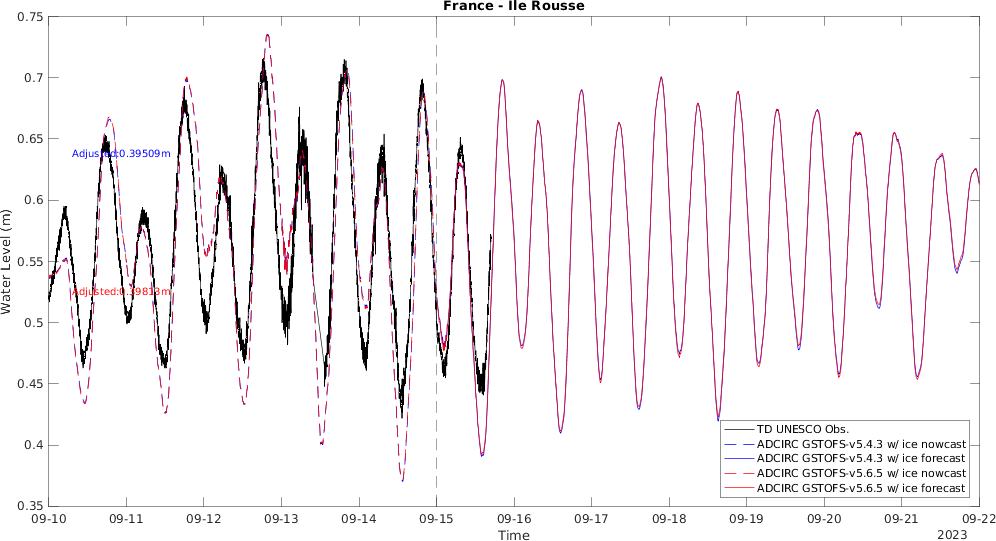 France - Ile Rousse
Water Level (m)
0.75
0.7
0.65
0.6
0.55
0.5
0.45
0.4
0.35
Adjusted:0.39509m
Adjusted:0.39813m
TD UNESCO Obs.
ADCIRC GSTOFS-v5.4.3 w/ ice nowcast
ADCIRC GSTOFS-v5.4.3 w/ ice forecast
ADCIRC GSTOFS-v5.6.5 w/ ice nowcast
ADCIRC GSTOFS-v5.6.5 w/ ice forecast
09-10 09-11 09-12 09-13 09-14 09-15 09-16 09-17 09-18 09-19 09-20 09-21 09-22
Time
2023